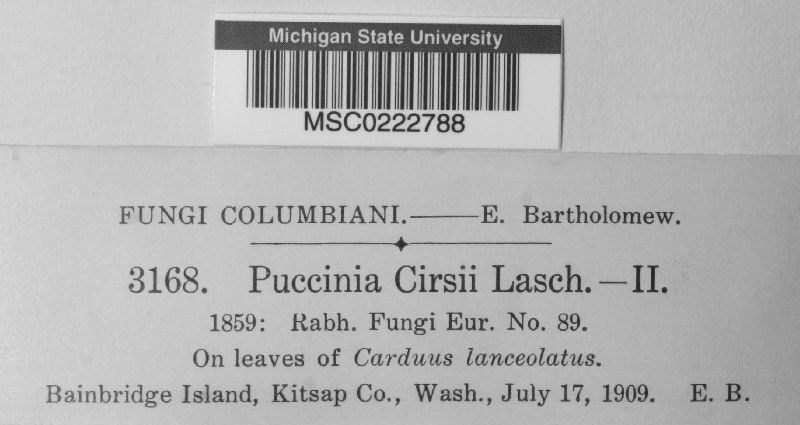 Michigan State University
MSC0222788
FUNGI COLUMBIANI.——E. Bartholomew.
3168. Puccinia Cirsii Lasch.—II.
1859: Rabh. Fungi Eur. No. 89.
On leaves of Carduus lanceolatus.
Bainbridge Island, Kitsap Co., Wash., July 17, 1909. E. B.